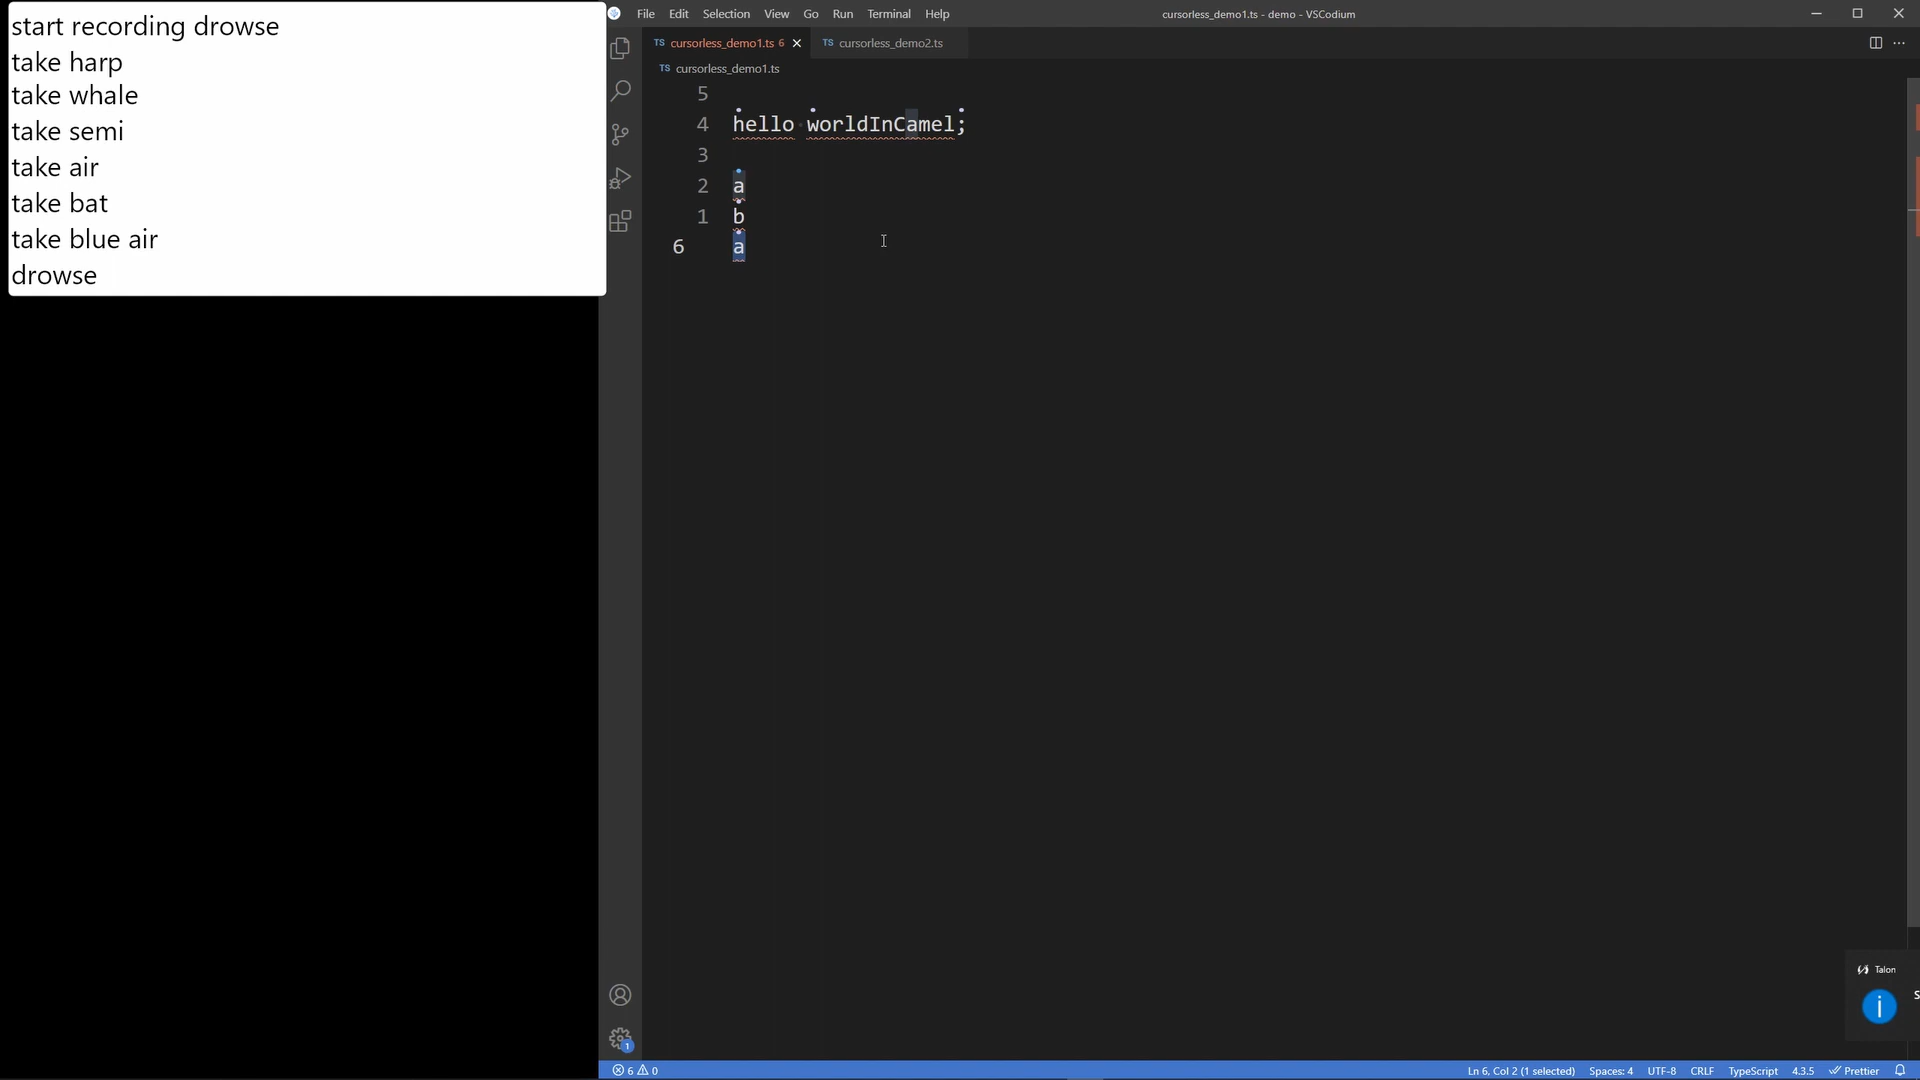 start recording drowse
take harp
take whale
take semi
take air
take bat
take blue air
drowse
File Edit Selection View Go Run Terminal Help
cursorless_demo1.ts - demo - VSCodium
TS cursorless_demo1.ts 6
TS cursorless_demo2.ts
TS cursorless_demo1.ts
5
4 hello worldInCamel;
3
2 a
1 b
6 a
Talon
1
6 0
Ln 6, Col 2 (1 selected) Spaces: 4 UTF-8 CRLF TypeScript 4.3.5 Prettier